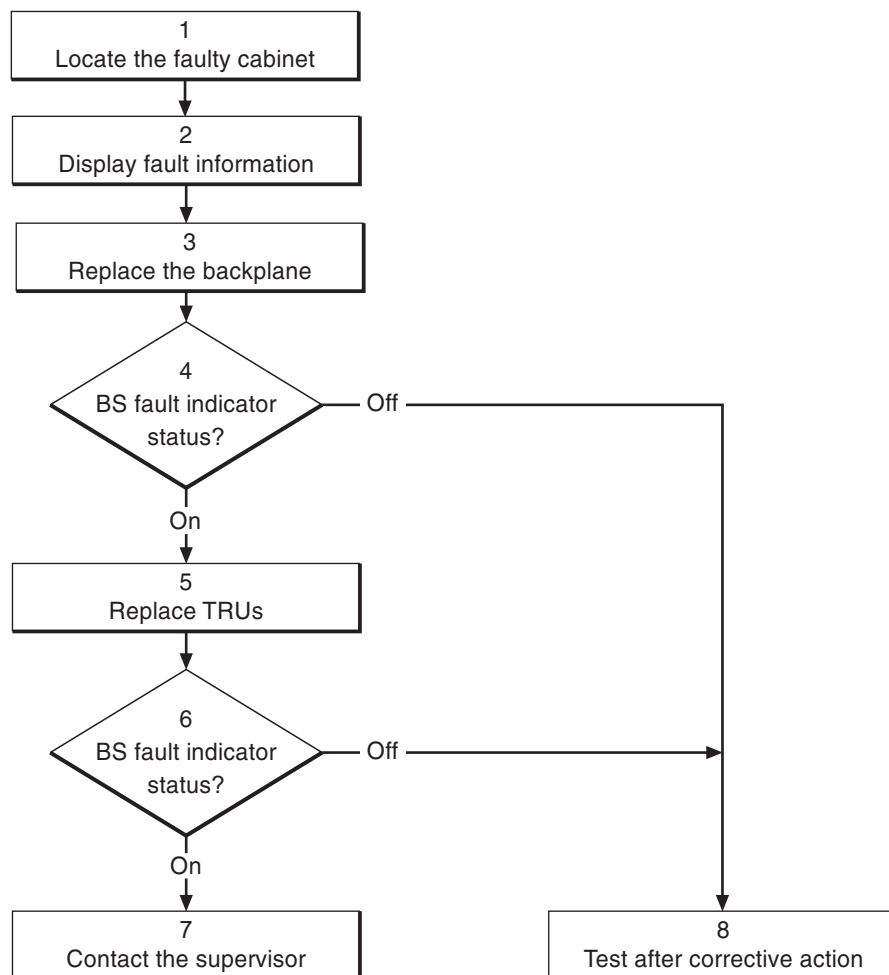 1
Locate the faulty cabinet
2
Display fault information
3
Replace the backplane
4
BS fault indicator
status?
Off
On
5
Replace TRUs
6
BS fault indicator
status?
Off
On
7
Contact the supervisor
8
Test after corrective action